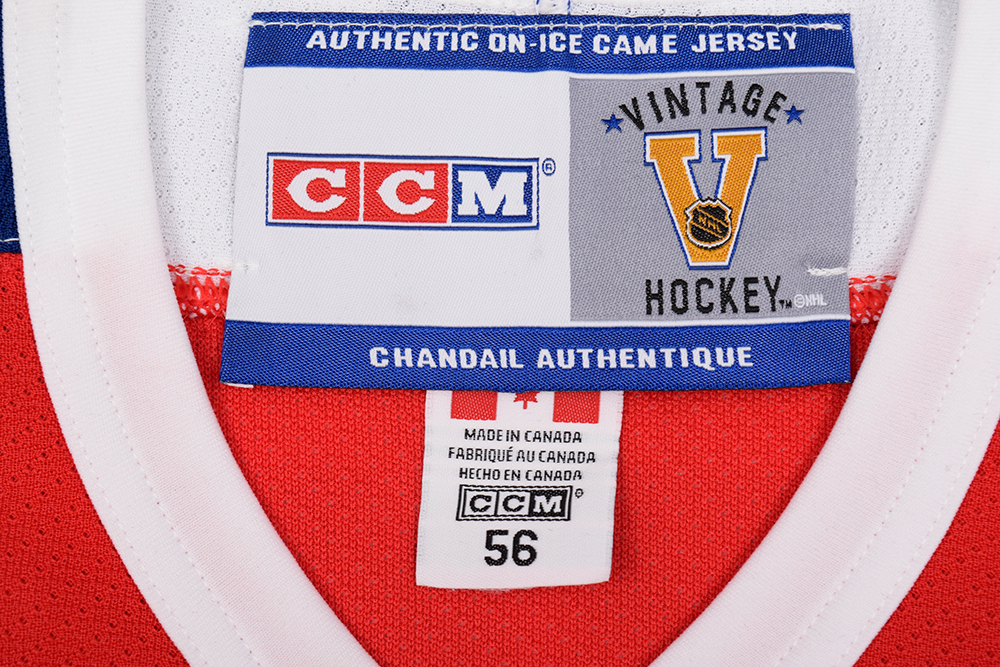 AUTHENTIC ON-ICE GAME JERSEY
CCM®
VINTAGE
V
NHL
HOCKEY™ ©NHL
CHANDAIL AUTHENTIQUE
MADE IN CANADA
FABRIQUÉ AU CANADA
HECHO EN CANADA
CCM®
56